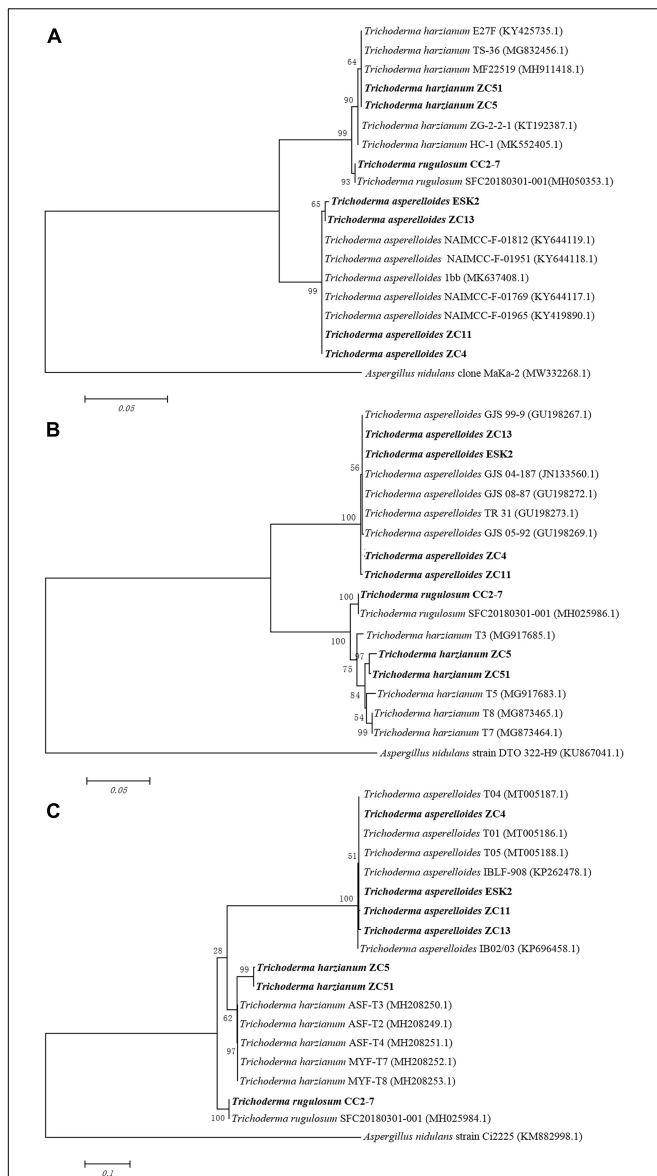 A
Trichoderma harzianum E27F (KY425735.1)
Trichoderma harzianum TS-36 (MG832456.1)
64
Trichoderma harzianum MF22519 (MH911418.1)
Trichoderma harzianum ZC51
90
Trichoderma harzianum ZC5
Trichoderma harzianum ZG-2-2-1 (KT192387.1)
99
Trichoderma harzianum HC-1 (MK552405.1)
Trichoderma rugulosum CC2-7
93
Trichoderma rugulosum SFC20180301-001(MH050353.1)
65
Trichoderma asperelloides ESK2
Trichoderma asperelloides ZC13
Trichoderma asperelloides NAIMCC-F-01812 (KY644119.1)
Trichoderma asperelloides NAIMCC-F-01951 (KY644118.1)
Trichoderma asperelloides 1bb (MK637408.1)
99
Trichoderma asperelloides NAIMCC-F-01769 (KY644117.1)
Trichoderma asperelloides NAIMCC-F-01965 (KY419890.1)
Trichoderma asperelloides ZC11
Trichoderma asperelloides ZC4
Aspergillus nidulans clone MaKa-2 (MW332268.1)
0.05
B
Trichoderma asperelloides GJS 99-9 (GU198267.1)
Trichoderma asperelloides ZC13
Trichoderma asperelloides ESK2
56
Trichoderma asperelloides GJS 04-187 (JN133560.1)
Trichoderma asperelloides GJS 08-87 (GU198272.1)
100
Trichoderma asperelloides TR 31 (GU198273.1)
Trichoderma asperelloides GJS 05-92 (GU198269.1)
Trichoderma asperelloides ZC4
Trichoderma asperelloides ZC11
100
Trichoderma rugulosum CC2-7
Trichoderma rugulosum SFC20180301-001 (MH025986.1)
100
Trichoderma harzianum T3 (MG917685.1)
97
Trichoderma harzianum ZC5
75
Trichoderma harzianum ZC51
84
Trichoderma harzianum T5 (MG917683.1)
54
Trichoderma harzianum T8 (MG873465.1)
99
Trichoderma harzianum T7 (MG873464.1)
Aspergillus nidulans strain DTO 322-H9 (KU867041.1)
0.05
C
Trichoderma asperelloides T04 (MT005187.1)
Trichoderma asperelloides ZC4
Trichoderma asperelloides T01 (MT005186.1)
51
Trichoderma asperelloides T05 (MT005188.1)
Trichoderma asperelloides IBLF-908 (KP262478.1)
Trichoderma asperelloides ESK2
100
Trichoderma asperelloides ZC11
Trichoderma asperelloides ZC13
28
Trichoderma asperelloides IB02/03 (KP696458.1)
99
Trichoderma harzianum ZC5
Trichoderma harzianum ZC51
Trichoderma harzianum ASF-T3 (MH208250.1)
62
Trichoderma harzianum ASF-T2 (MH208249.1)
Trichoderma harzianum ASF-T4 (MH208251.1)
97
Trichoderma harzianum MYF-T7 (MH208252.1)
Trichoderma harzianum MYF-T8 (MH208253.1)
Trichoderma rugulosum CC2-7
100
Trichoderma rugulosum SFC20180301-001 (MH025984.1)
Aspergillus nidulans strain Ci2225 (KM882998.1)
0.1